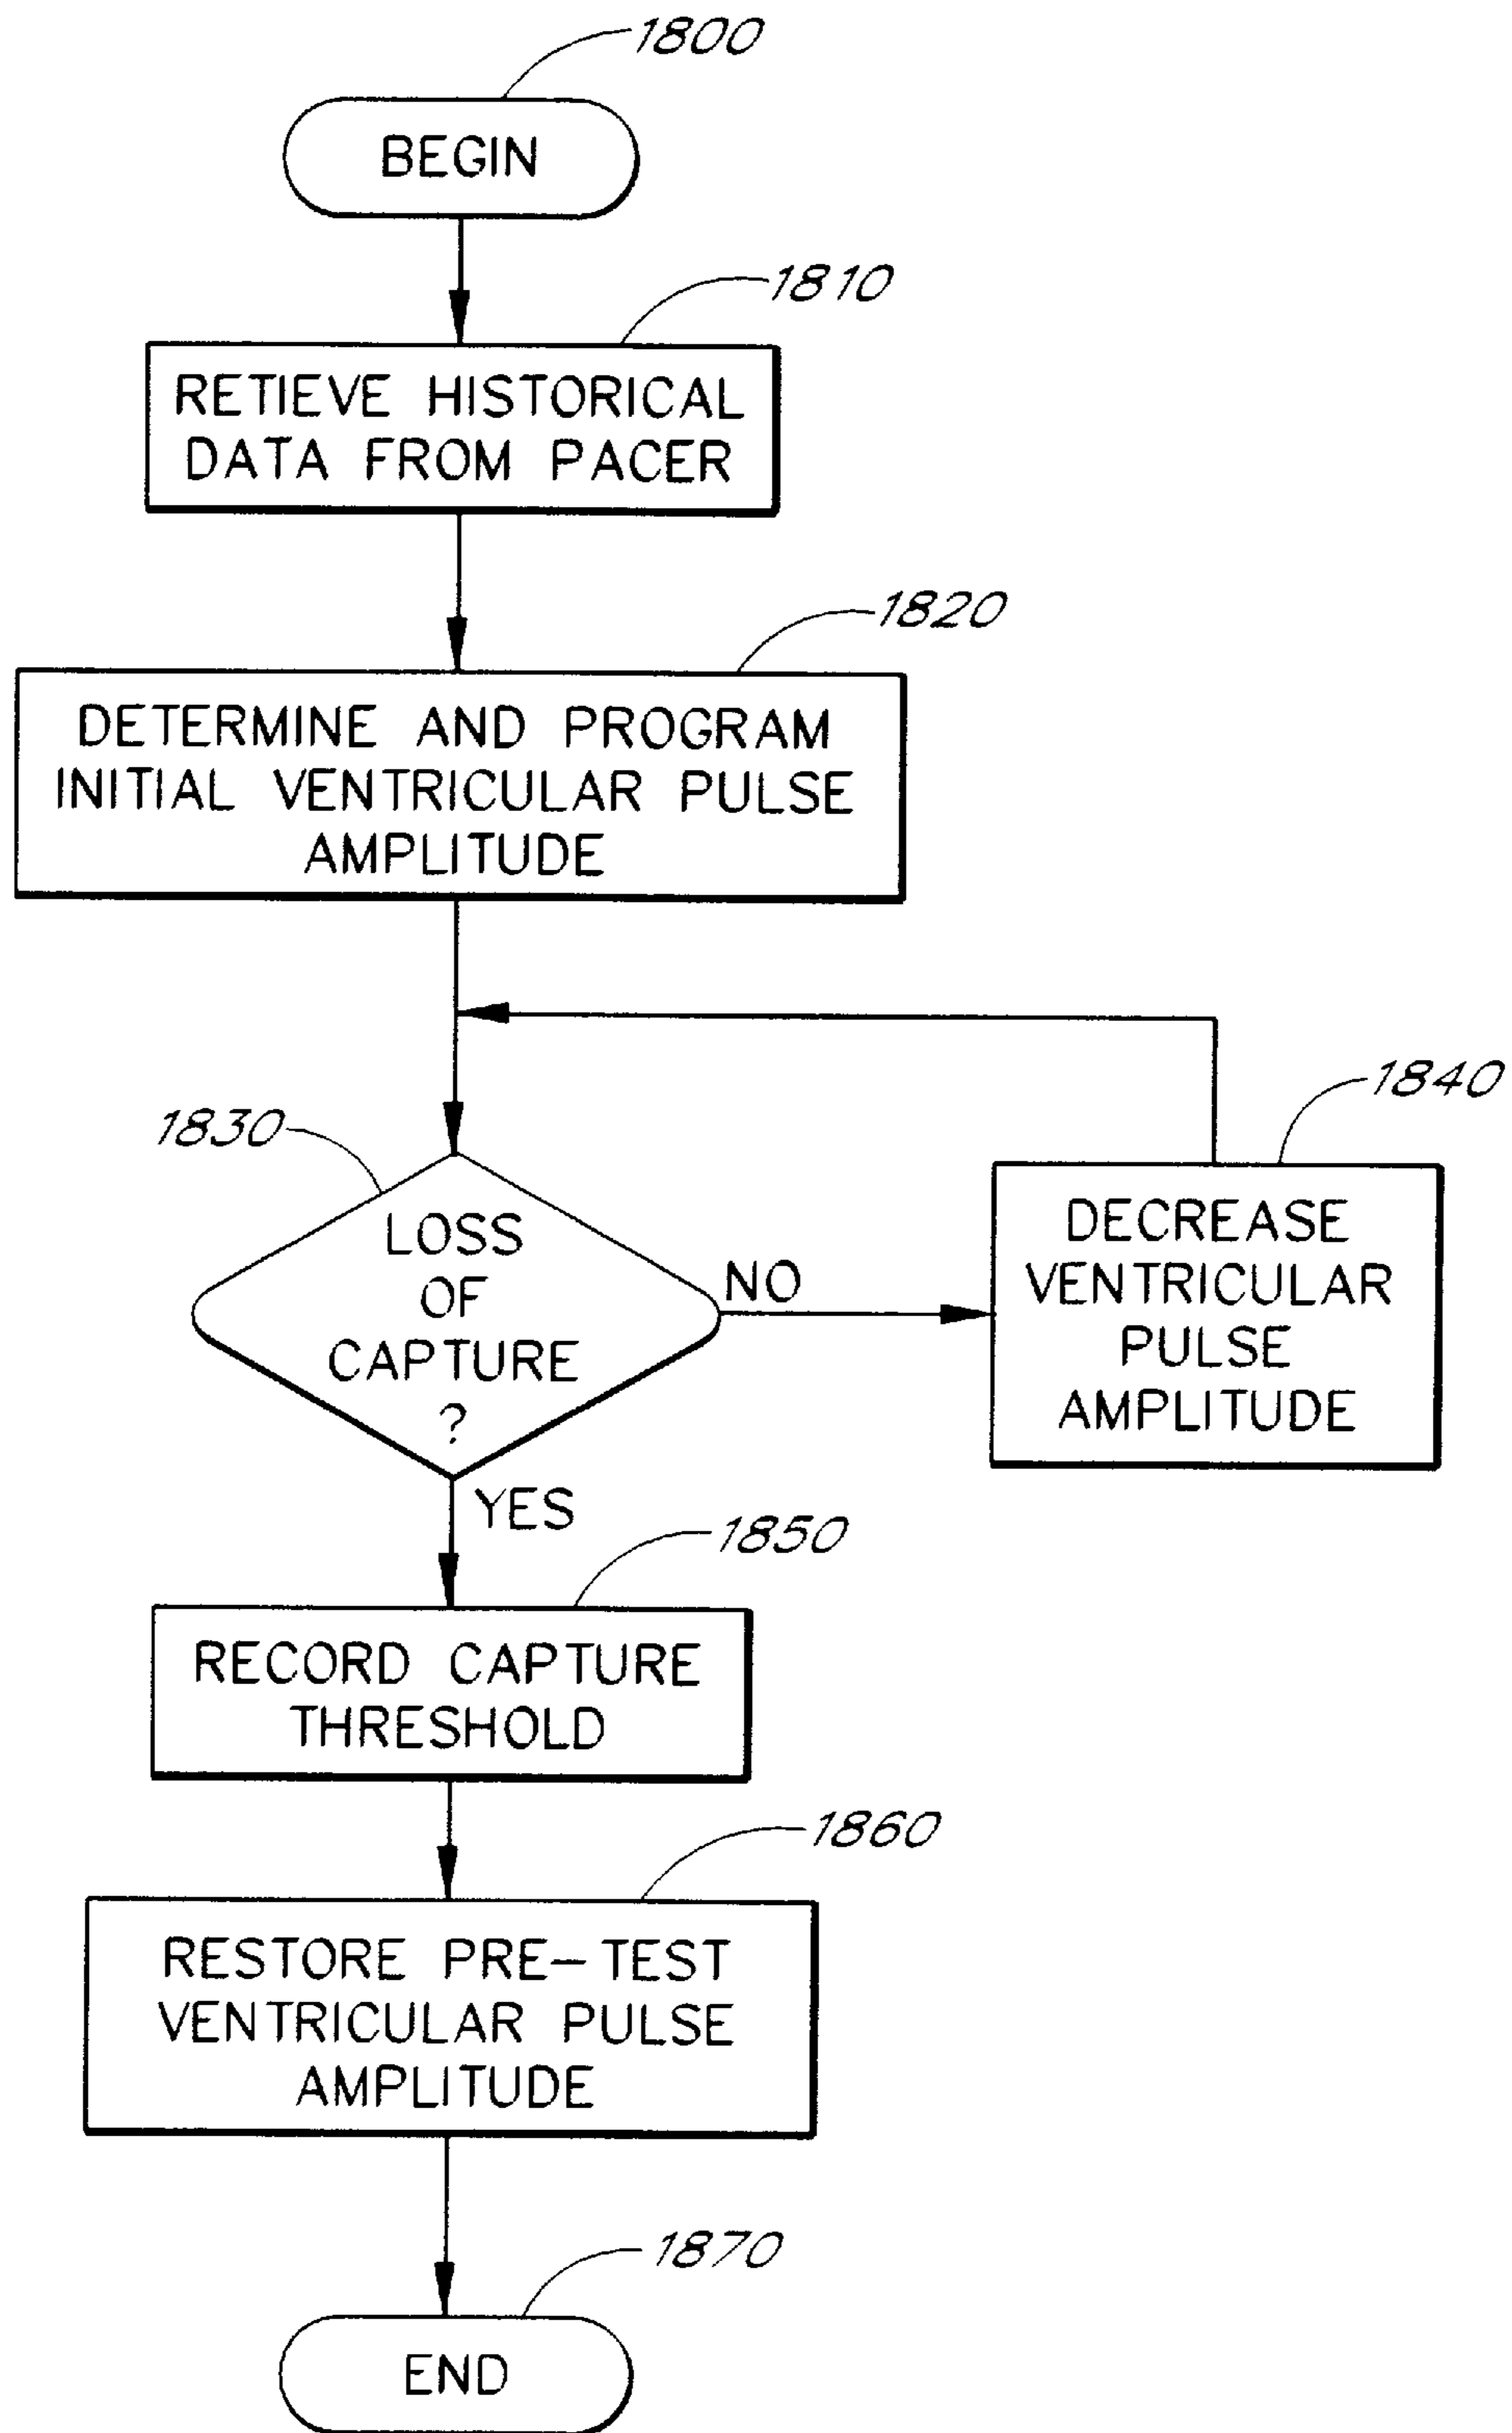 1800
BEGIN
1810
RETIEVE HISTORICAL
DATA FROM PACER
1820
DETERMINE AND PROGRAM
INITIAL VENTRICULAR PULSE
AMPLITUDE
1830
LOSS
OF
CAPTURE
?
NO
1840
DECREASE
VENTRICULAR
PULSE
AMPLITUDE
YES
1850
RECORD CAPTURE
THRESHOLD
1860
RESTORE PRE-TEST
VENTRICULAR PULSE
AMPLITUDE
1870
END